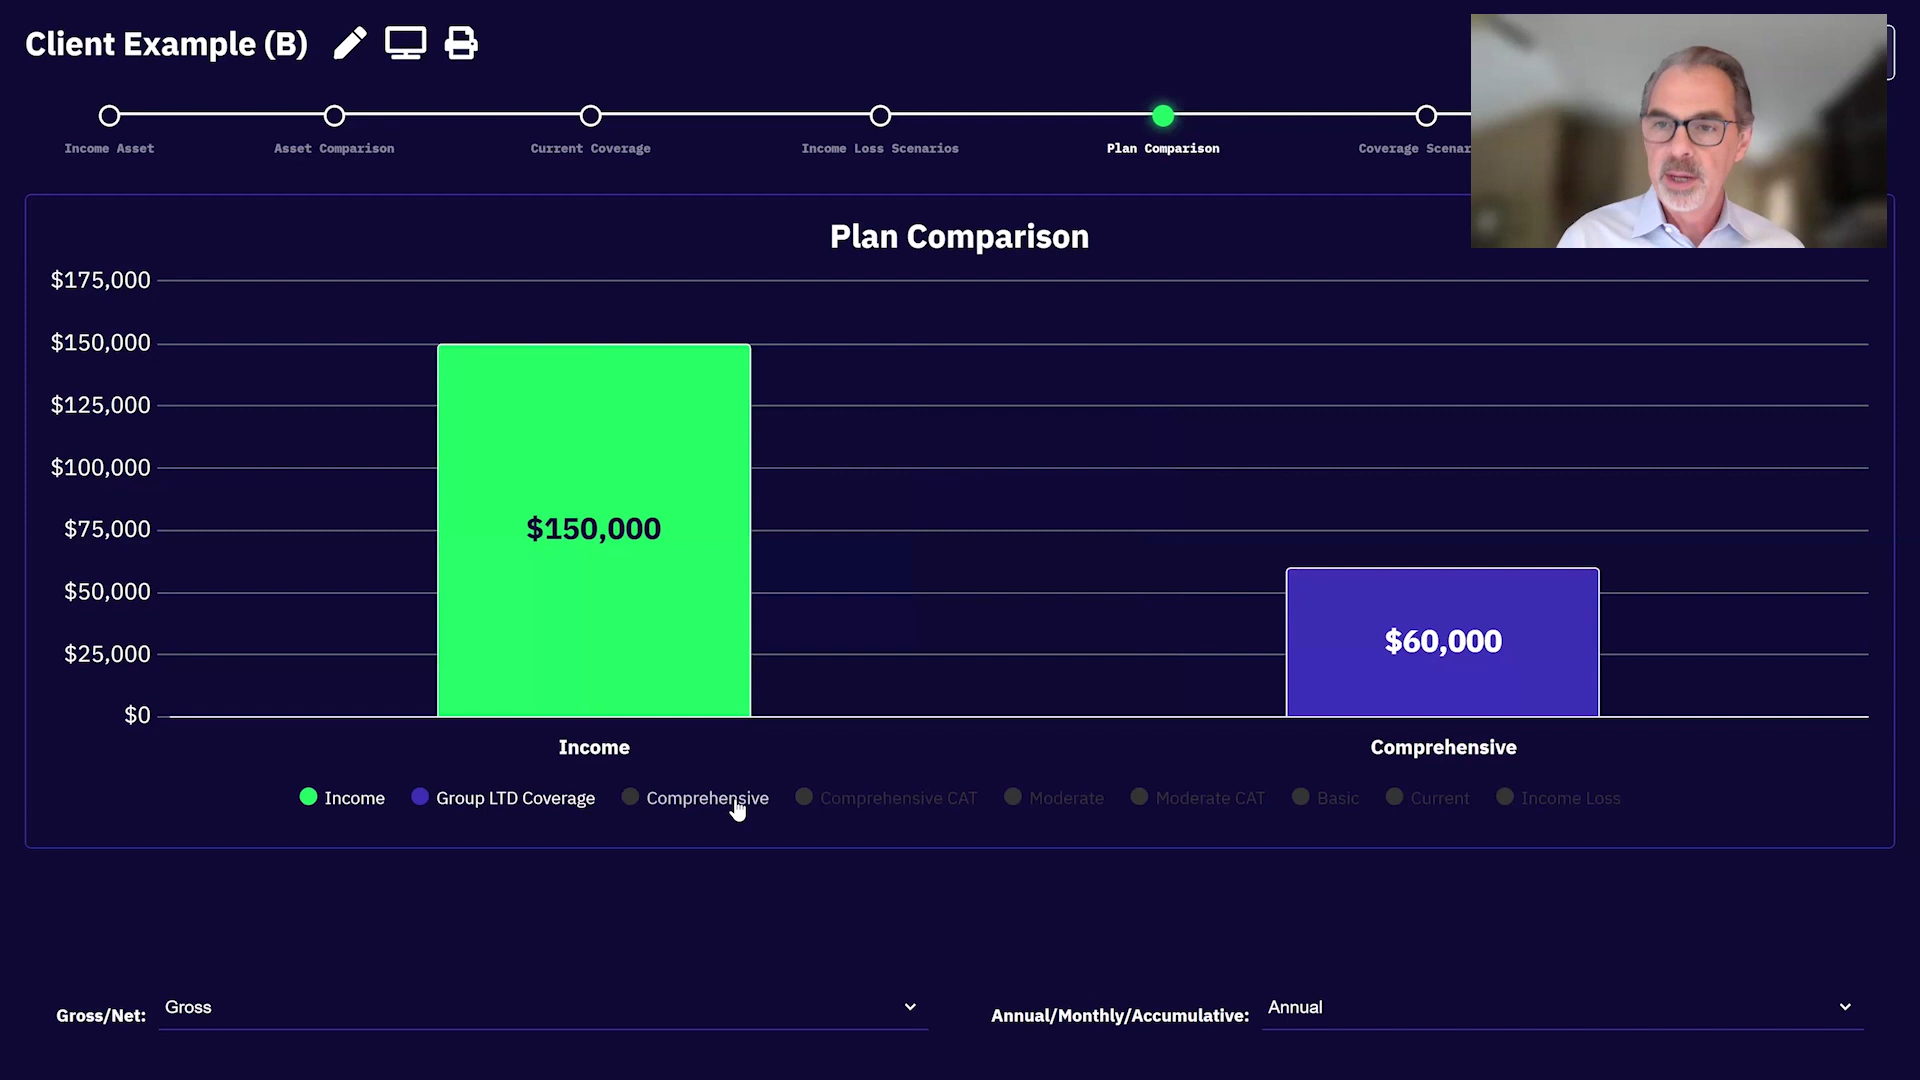 Client Example (B)
Income Asset
Asset Comparison
Current Coverage
Income Loss Scenarios
Plan Comparison
Coverage Scenar
Plan Comparison
$175,000
$150,000
$125,000
$100,000
$75,000
$50,000
$25,000
$0
$150,000
$60,000
Income
Comprehensive
Income
Group LTD Coverage
Comprehensive
Comprehensive CAT
Moderate
Moderate CAT
Basic
Current
Income Loss
Gross/Net:
Gross
Annual/Monthly/Accumulative:
Annual